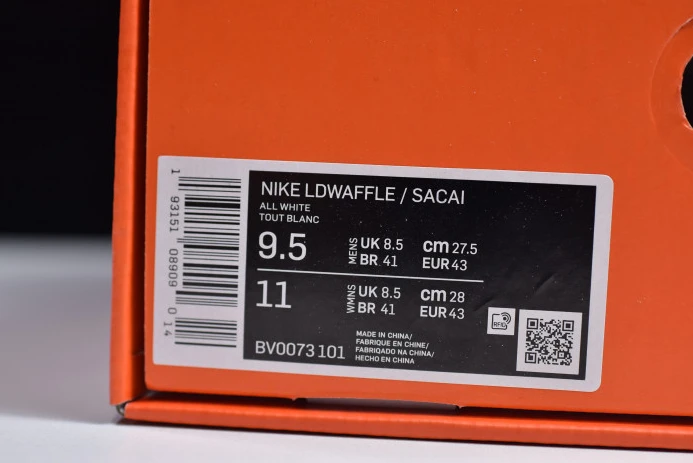 NIKE LDWAFFLE / SACAI
ALL WHITE
TOUT BLANC
9.5 MENS UK 8.5 cm 27.5
BR 41 EUR 43
11 WMNS UK 8.5 cm 28
BR 41 EUR 43
BV0073 101
MADE IN CHINA/
FABRIQUE EN CHINE/
FABRIQADO NA CHINA/
HECHO EN CHINA
RFID
1 93151 08909 0 14